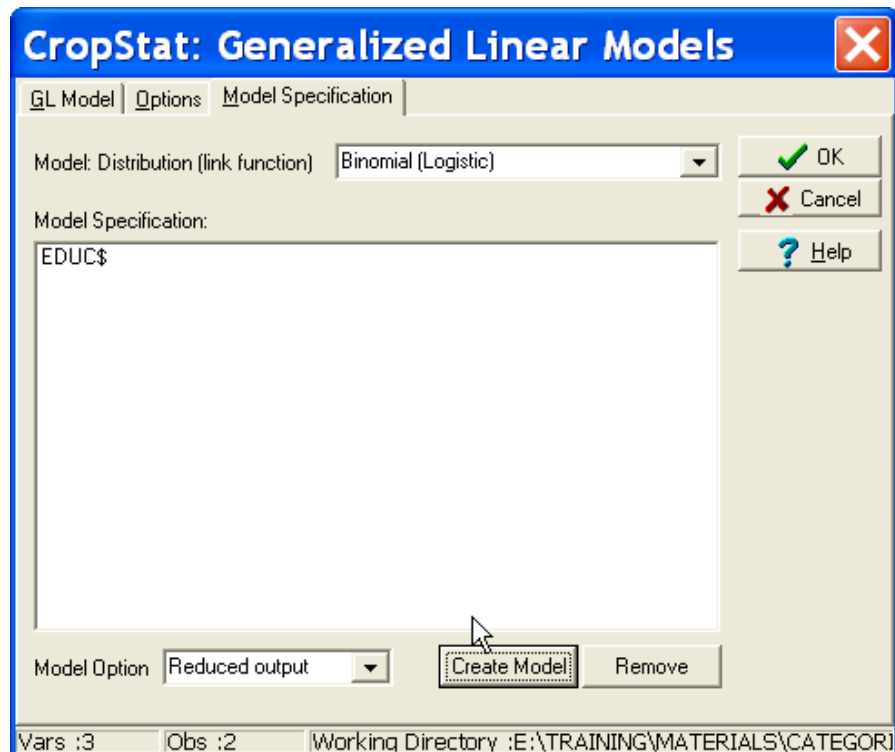 CropStat: Generalized Linear Models
GL Model Options Model Specification
Model: Distribution (link function) Binomial (Logistic)
OK
Cancel
Help
Model Specification:
EDUC$
Model Option Reduced output Create Model Remove
Vars :3 Obs :2 Working Directory :E:\TRAINING\MATERIALS\CATEGOR